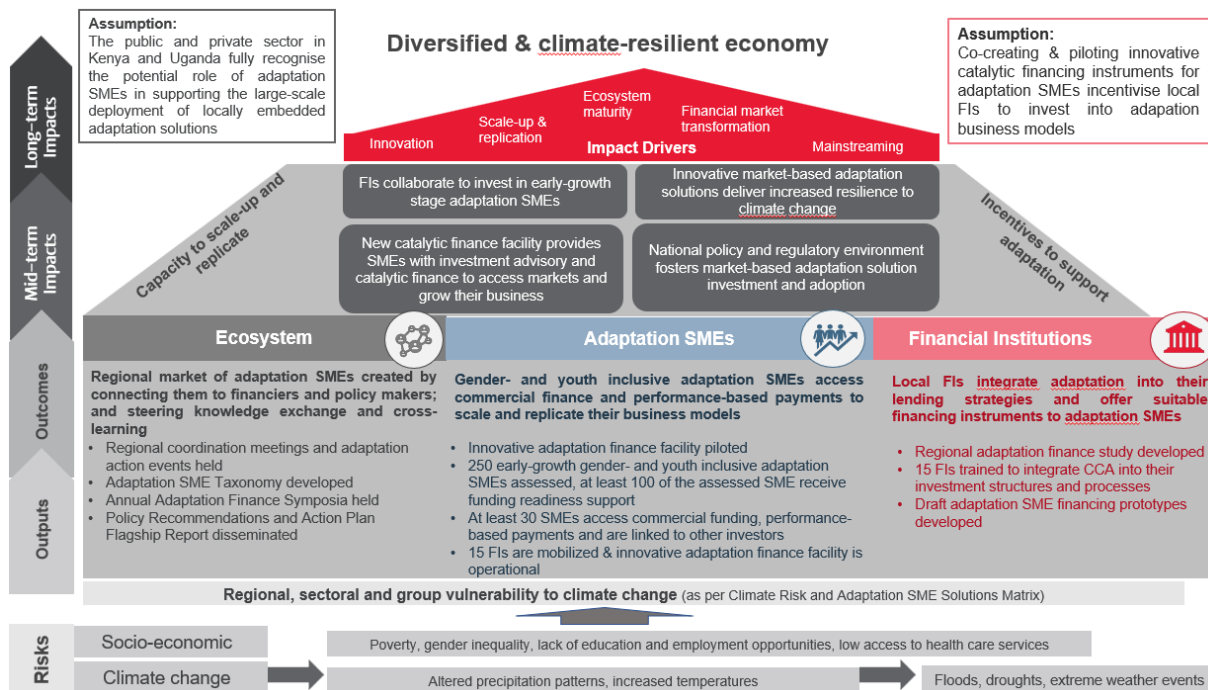 Assumption:
The public and private sector in
Kenya and Uganda fully recognise
the potential role of adaptation
SMEs in supporting the large-scale
deployment of locally embedded
adaptation solutions
Diversified & climate-resilient economy
Assumption:
Co-creating & piloting innovative
catalytic financing instruments for
adaptation SMEs incentivise local
FIs to invest into adapation
business models
Long-term
Impacts
Mid-term
Impacts
Outcomes
Outputs
Innovation
Scale-up &
replication
Ecosystem
maturity
Financial market
transformation
Mainstreaming
Impact Drivers
Capacity to scale-up and
replicate
FIs collaborate to invest in early-growth
stage adaptation SMEs
Innovative market-based adaptation
solutions deliver increased resilience to
climate change
New catalytic finance facility provides
SMEs with investment advisory and
catalytic finance to access markets and
grow their business
National policy and regulatory environment
fosters market-based adaptation solution
investment and adoption
Incentives to support
adaptation
Ecosystem
Regional market of adaptation SMEs created by
connecting them to financiers and policy makers;
and steering knowledge exchange and cross-
learning
• Regional coordination meetings and adaptation
action events held
• Adaptation SME Taxonomy developed
• Annual Adaptation Finance Symposia held
• Policy Recommendations and Action Plan
Flagship Report disseminated
Adaptation SMEs
Gender- and youth inclusive adaptation SMEs access
commercial finance and performance-based payments to
scale and replicate their business models
• Innovative adaptation finance facility piloted
• 250 early-growth gender- and youth inclusive adaptation
SMEs assessed, at least 100 of the assessed SME receive
funding readiness support
• At least 30 SMEs access commercial funding, performance-
based payments and are linked to other investors
• 15 FIs are mobilized & innovative adaptation finance facility is
operational
Financial Institutions
Local FIs integrate adaptation into their
lending strategies and offer suitable
financing instruments to adaptation SMEs
• Regional adaptation finance study developed
• 15 FIs trained to integrate CCA into their
investment structures and processes
• Draft adaptation SME financing prototypes
developed
Regional, sectoral and group vulnerability to climate change (as per Climate Risk and Adaptation SME Solutions Matrix)
Risks
Socio-economic
Poverty, gender inequality, lack of education and employment opportunities, low access to health care services
Climate change
Altered precipitation patterns, increased temperatures
Floods, droughts, extreme weather events